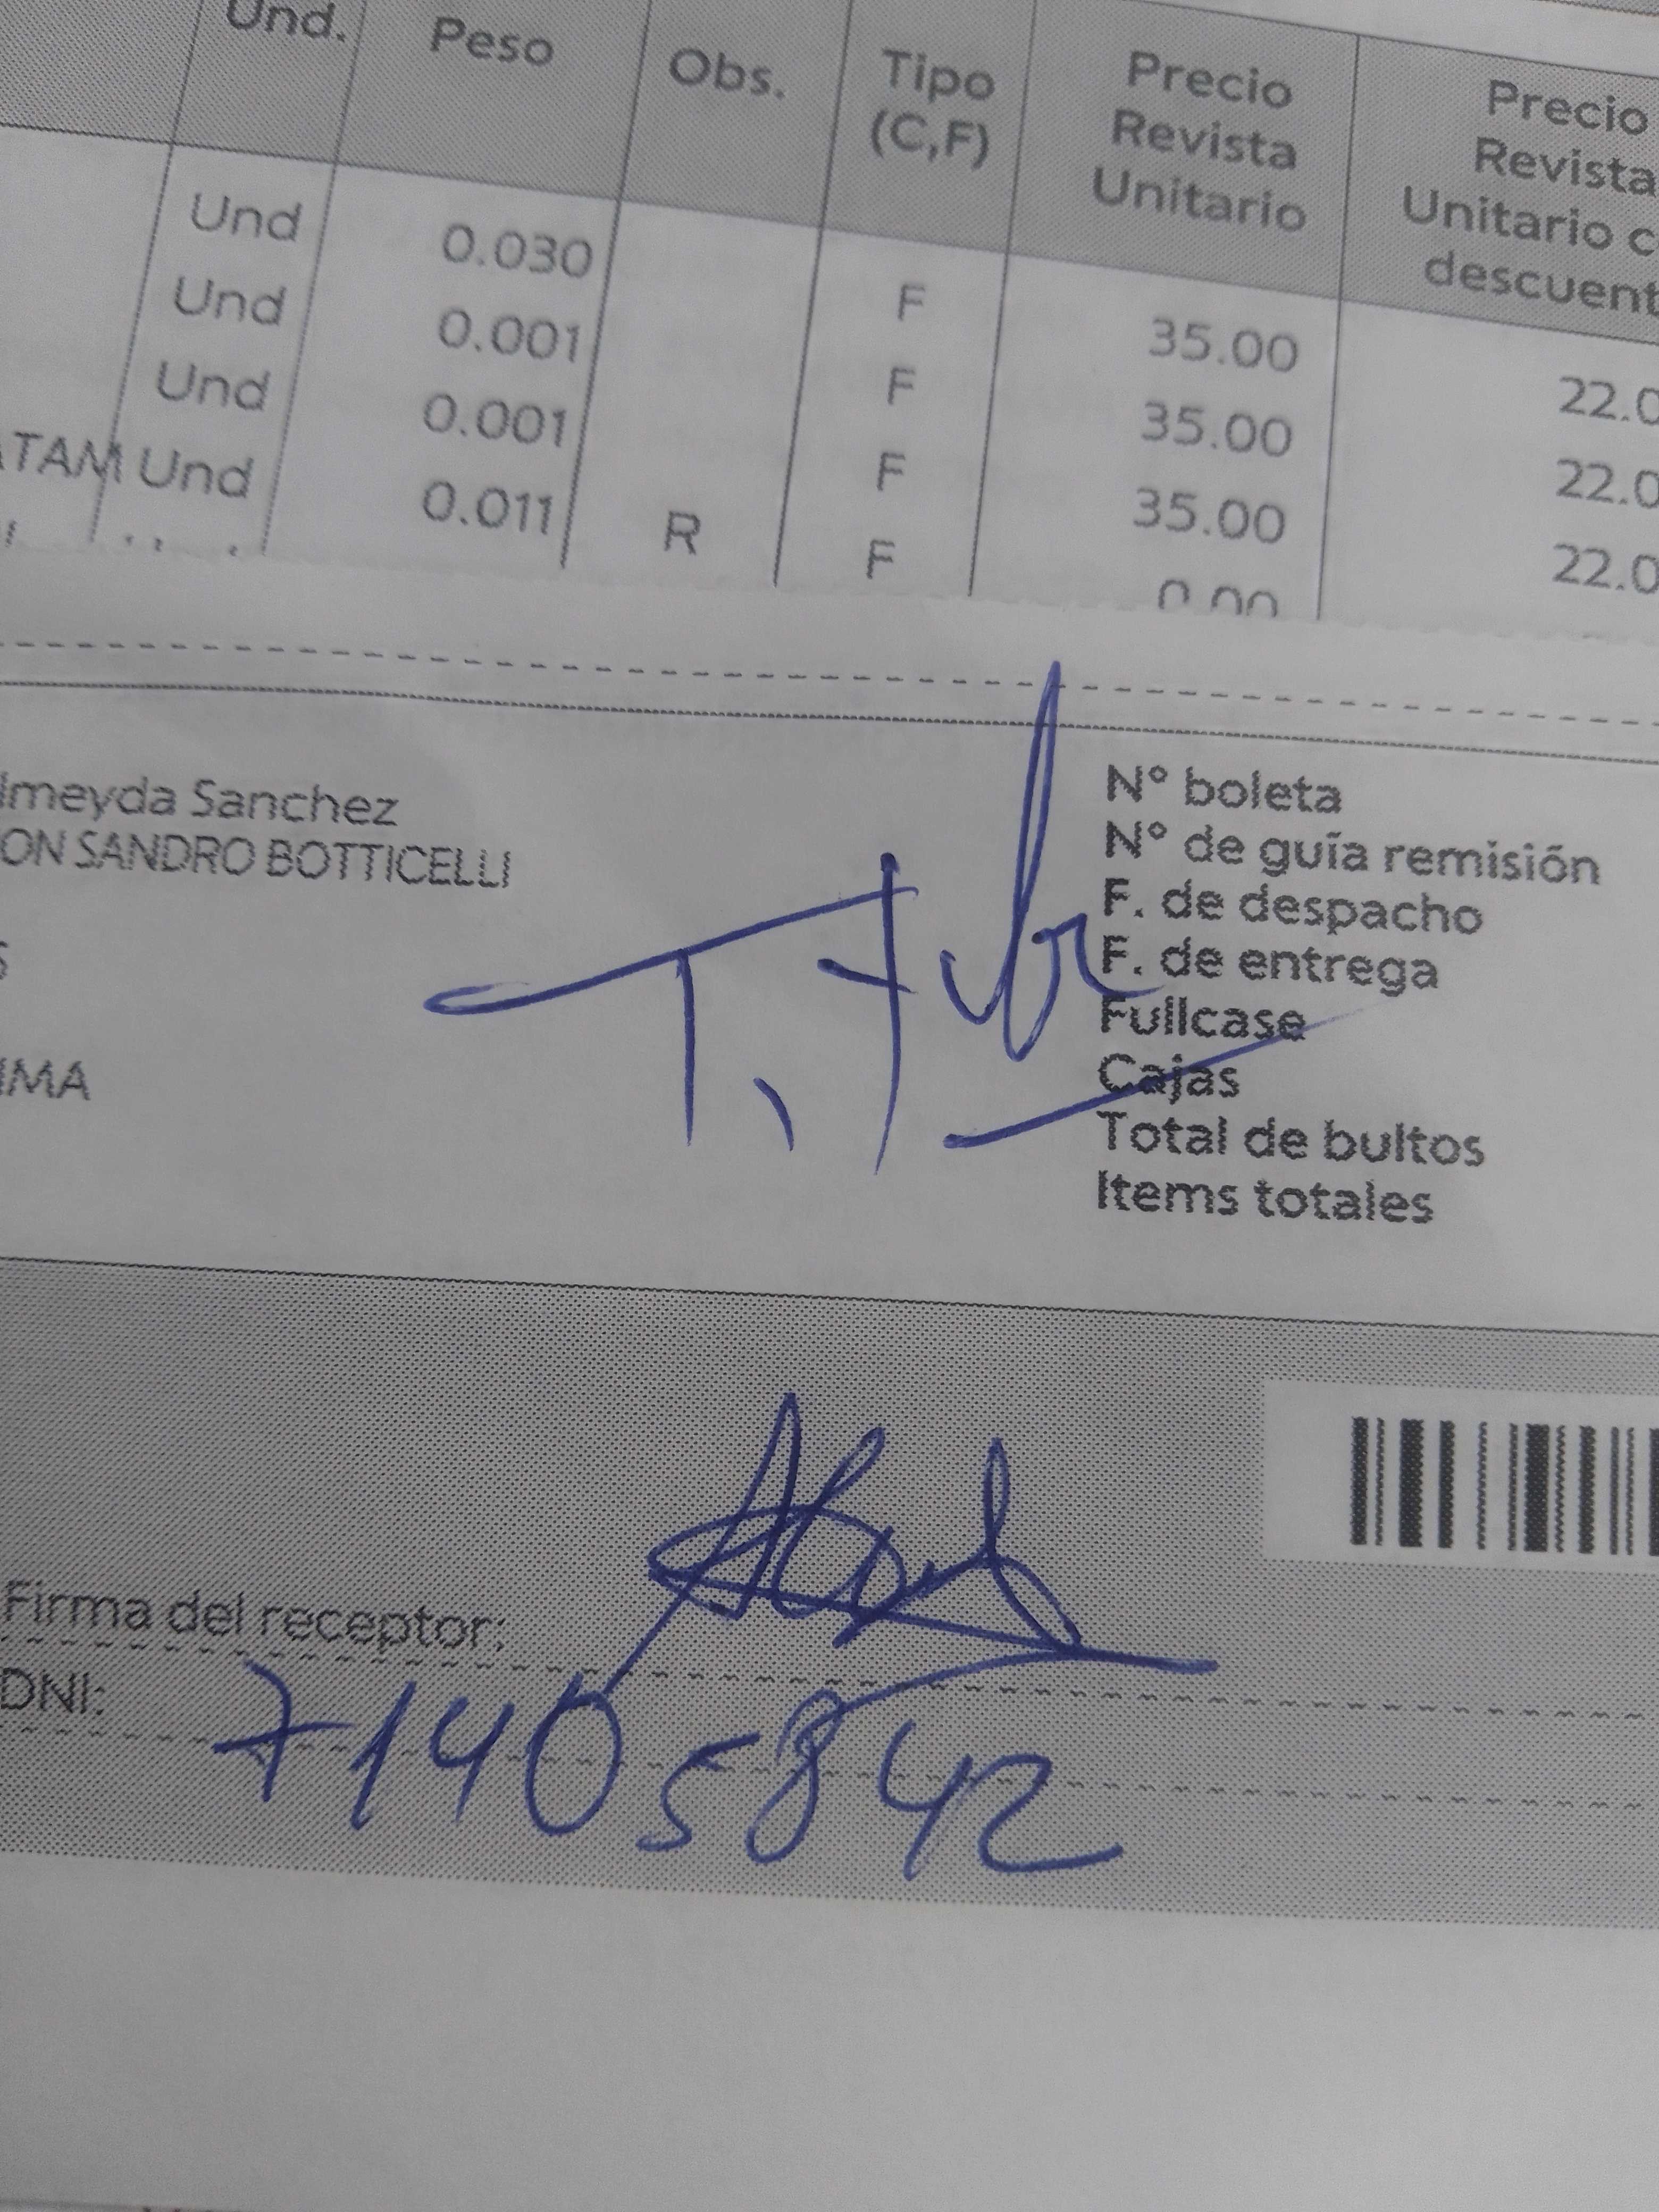 Und. Peso Obs. Tipo (C,F) Precio Revista Unitario Precio Revista Unitario descuent
Und 0.030 F 35.00 22.0
Und 0.001 F 35.00 22.0
Und 0.001 F 35.00 22.0
ATAM Und 0.011 R F 0.00
lmeyda Sanchez
ON SANDRO BOTTICELLI
S
IMA
N° boleta
N° de guía remisión
F. de despacho
F. de entrega
Fullcase
Cajas
Total de bultos
Items totales
Firma del receptor:
DNI: 71405842